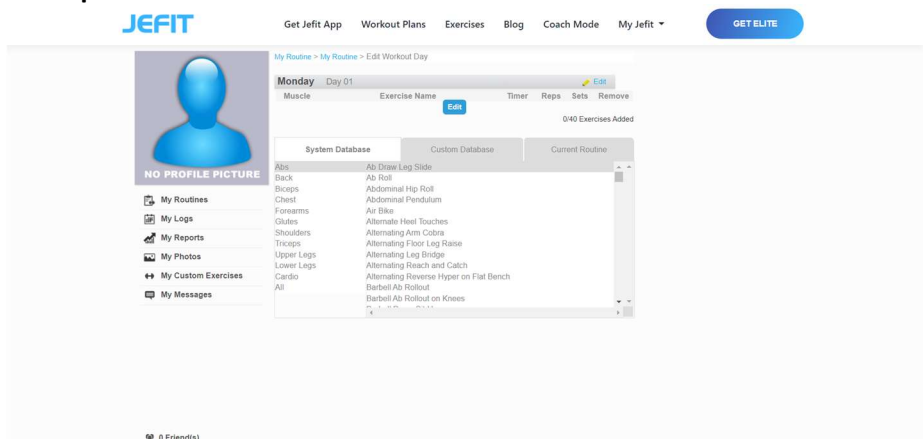 JEFIT
Get Jefit App Workout Plans Exercises Blog Coach Mode My Jefit GET ELITE
My Routine > My Routine > Edit Workout Day
Monday Day 01 Edit
Muscle Exercise Name Timer Reps Sets Remove
Edit
0/40 Exercises Added
System Database Custom Database Current Routine
Abs Ab Draw Leg Slide
Back Ab Roll
Biceps Abdominal Hip Roll
Chest Abdominal Pendulum
Forearms Air Bike
Glutes Alternate Heel Touches
Shoulders Alternating Arm Cobra
Triceps Alternating Floor Leg Raise
Upper Legs Alternating Leg Bridge
Lower Legs Alternating Reach and Catch
Cardio Alternating Reverse Hyper on Flat Bench
All Barbell Ab Rollout
Barbell Ab Rollout on Knees
NO PROFILE PICTURE
My Routines
My Logs
My Reports
My Photos
My Custom Exercises
My Messages
0 Friend(s)